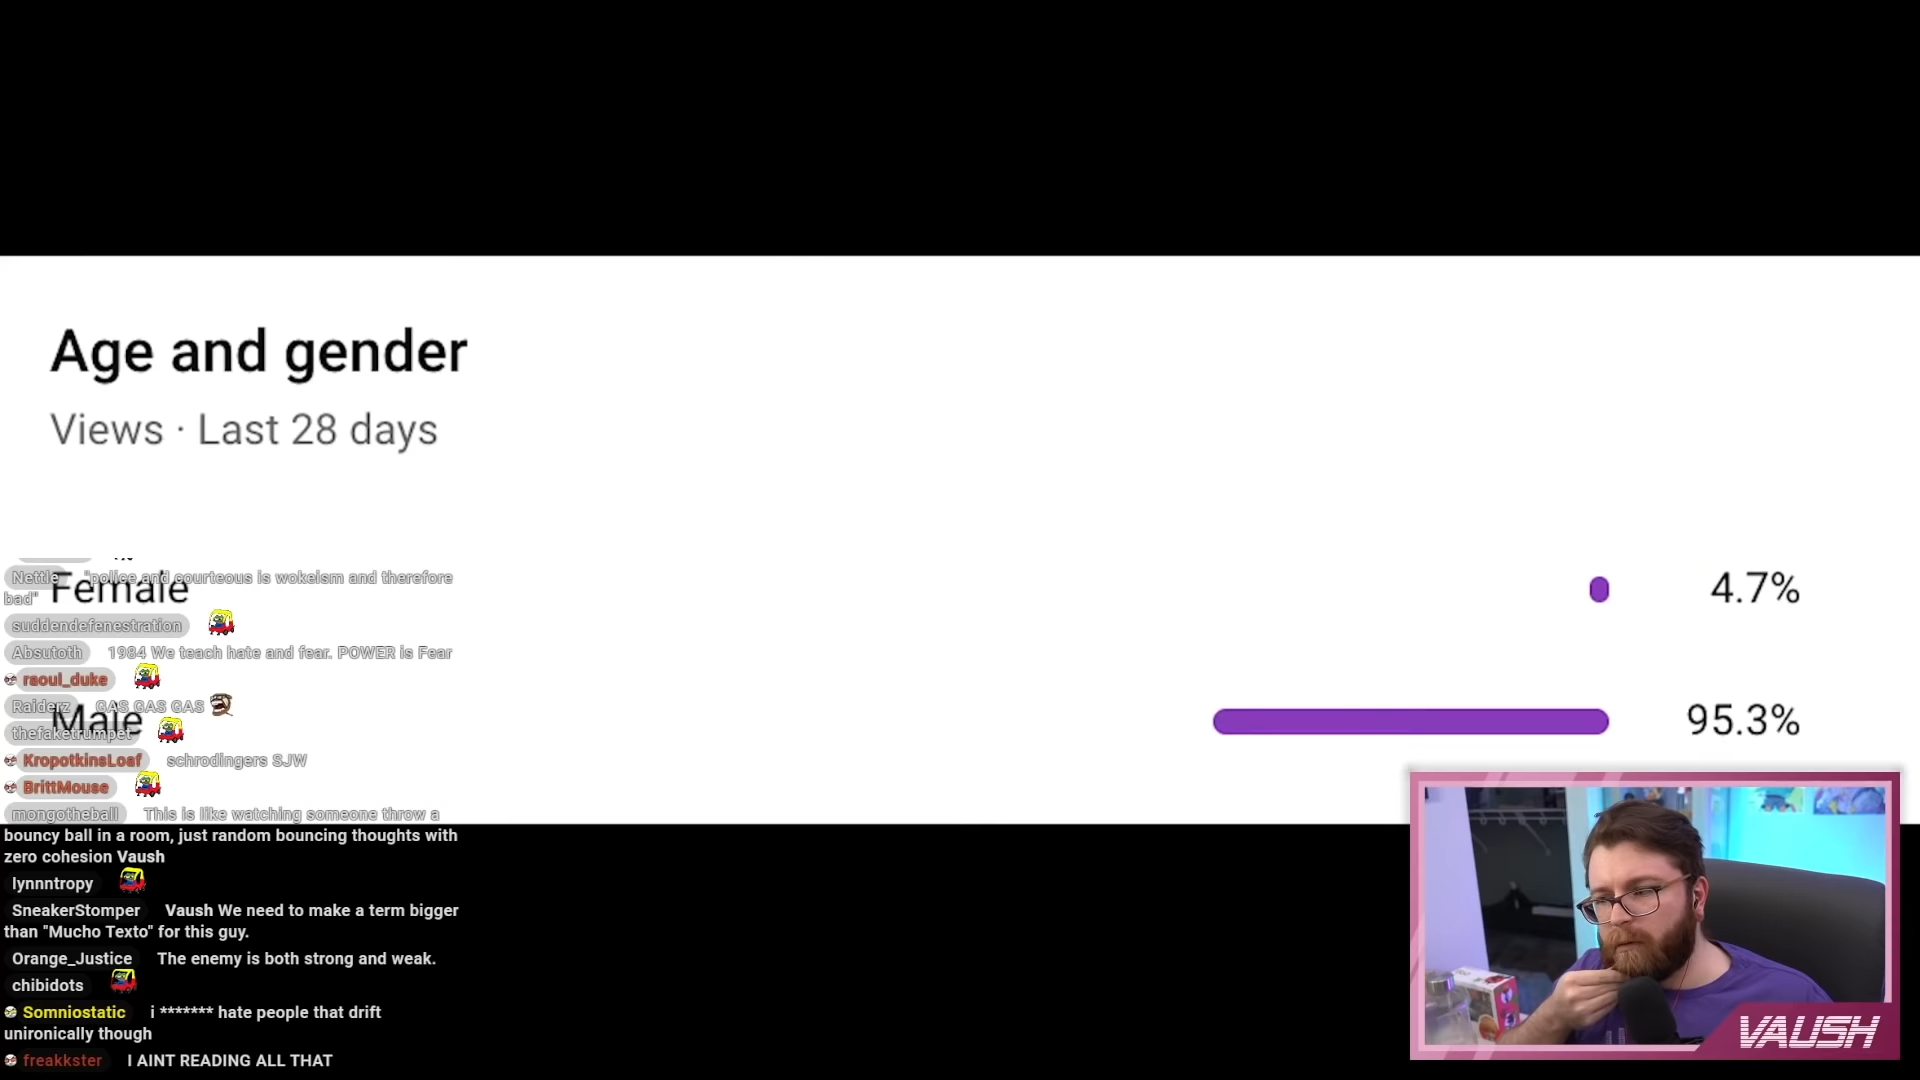 Age and gender
Views · Last 28 days
Female 4.7%
Male 95.3%
Nettle "police and courteous is wokeism and therefore
bad"
suddendefenestration
Absutoth 1984 We teach hate and fear. POWER is Fear
raoul_duke
Raiderz GAS GAS GAS
thefaketrumpet
KropotkinsLoaf schrodingers SJW
BrittMouse
mongotheball This is like watching someone throw a
bouncy ball in a room, just random bouncing thoughts with
zero cohesion Vaush
lynnntropy
SneakerStomper Vaush We need to make a term bigger
than "Mucho Texto" for this guy.
Orange_Justice The enemy is both strong and weak.
chibidots
Somniostatic i ******* hate people that drift
unironically though
freakkster I AINT READING ALL THAT
VAUSH